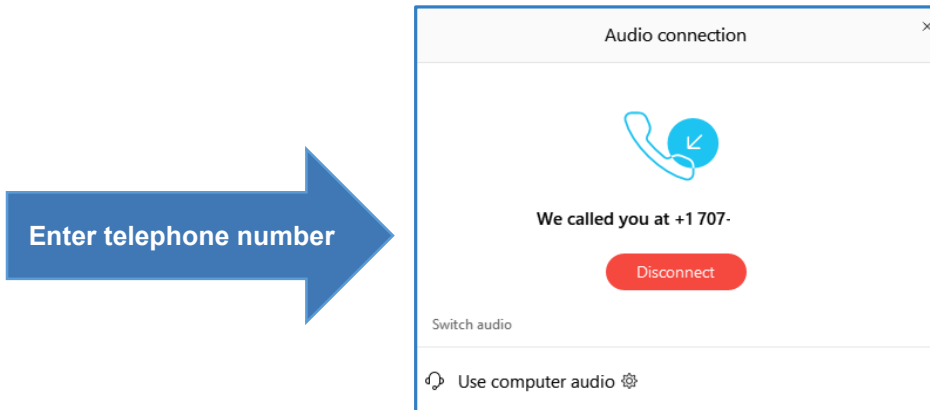 Audio connection
We called you at +1 707-
Enter telephone number
Disconnect
Switch audio
Use computer audio